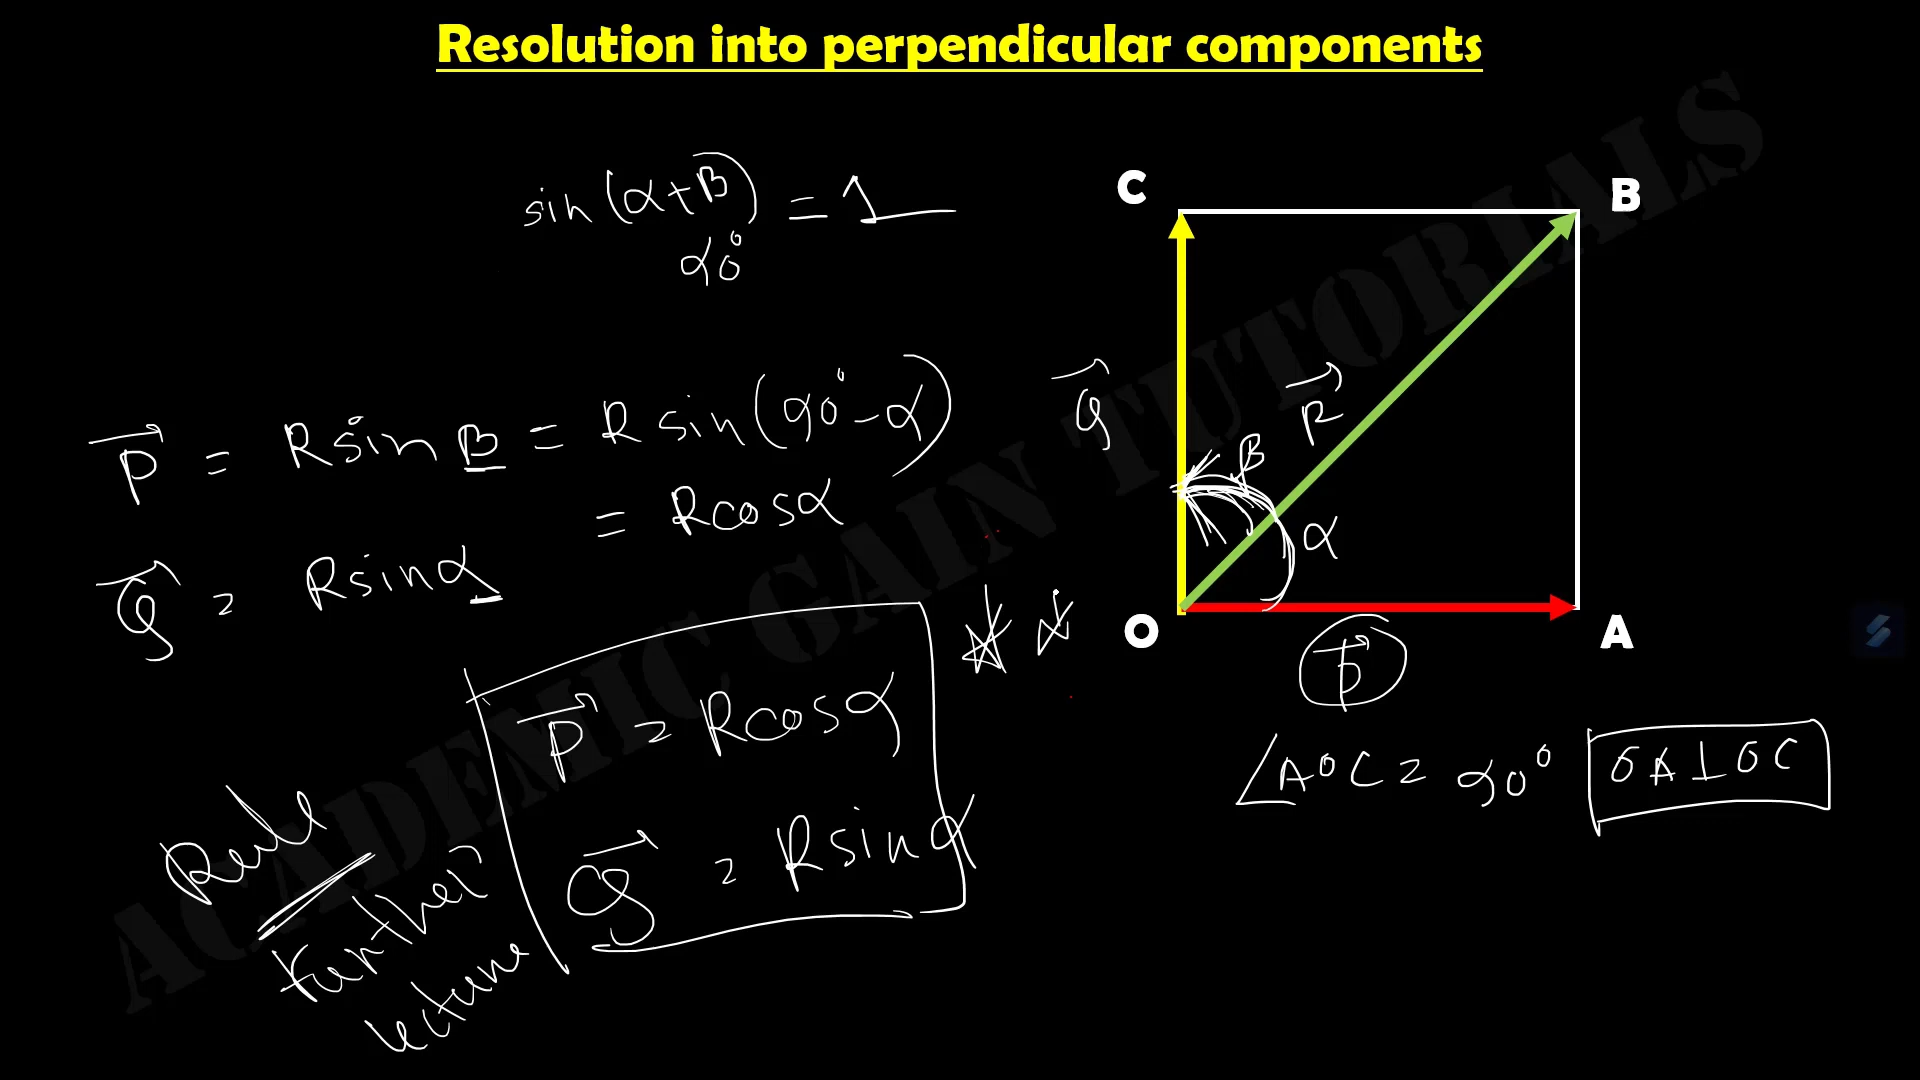 Resolution into perpendicular components
sin(α+β) = 1
90°
P⃗ = R sin β = R sin(90° - α)
= R cos α
Q⃗ = R sin α
P⃗ = R cos α
Q⃗ = R sin α
Rule
further
lecture
C
B
Q⃗
R⃗
β
α
O
A
P⃗
∠AOC = 90°
OA ⊥ OC
ACADEMIC GAIN TUTORIALS